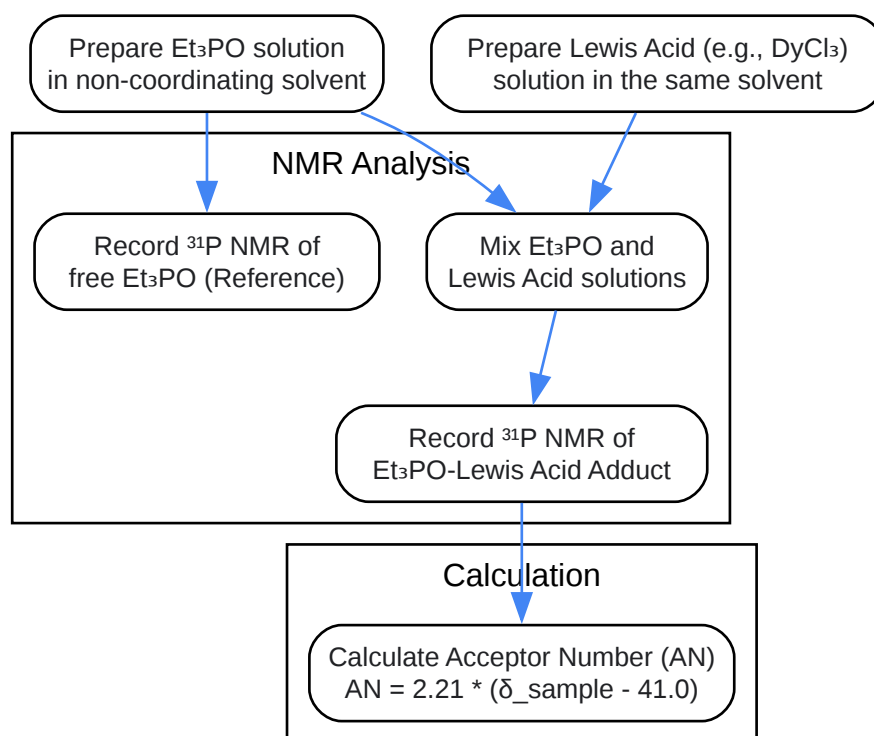 Prepare Et₃PO solution
in non-coordinating solvent
Prepare Lewis Acid (e.g., DyCl₃)
solution in the same solvent
NMR Analysis
Record ³¹P NMR of
free Et₃PO (Reference)
Mix Et₃PO and
Lewis Acid solutions
Record ³¹P NMR of
Et₃PO-Lewis Acid Adduct
Calculation
Calculate Acceptor Number (AN)
AN = 2.21 * (δ_sample - 41.0)